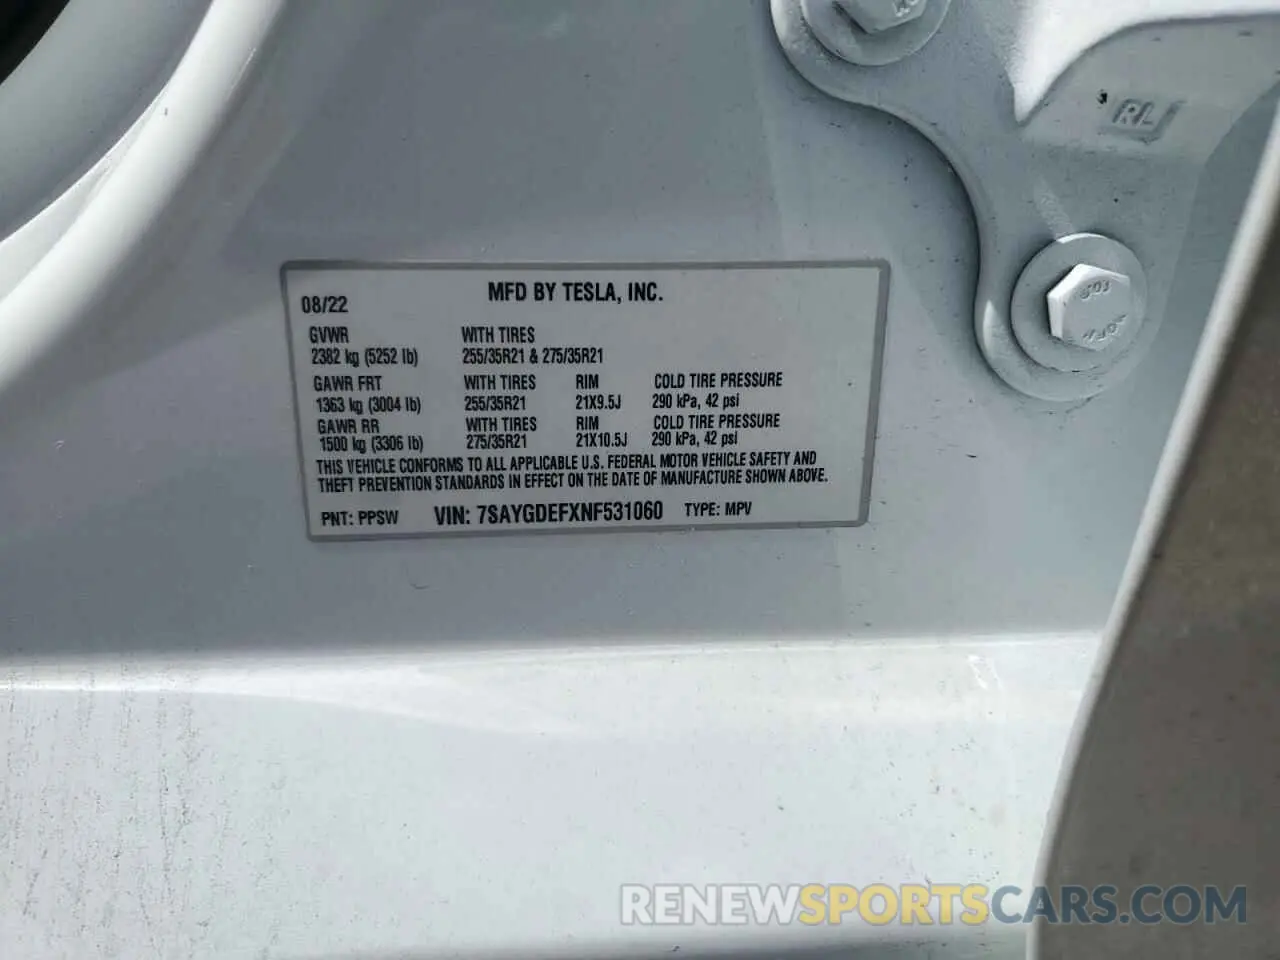 RL
08/22
MFD BY TESLA, INC.
GVWR WITH TIRES
2382 kg (5252 lb) 255/35R21 & 275/35R21
GAWR FRT WITH TIRES RIM COLD TIRE PRESSURE
1363 kg (3004 lb) 255/35R21 21X9.5J 290 kPa, 42 psi
GAWR RR WITH TIRES RIM COLD TIRE PRESSURE
1500 kg (3306 lb) 275/35R21 21X10.5J 290 kPa, 42 psi
THIS VEHICLE CONFORMS TO ALL APPLICABLE U.S. FEDERAL MOTOR VEHICLE SAFETY AND
THEFT PREVENTION STANDARDS IN EFFECT ON THE DATE OF MANUFACTURE SHOWN ABOVE.
PNT: PPSW VIN: 7SAYGDEFXNF531060 TYPE: MPV
RENEWSPORTSCARS.COM